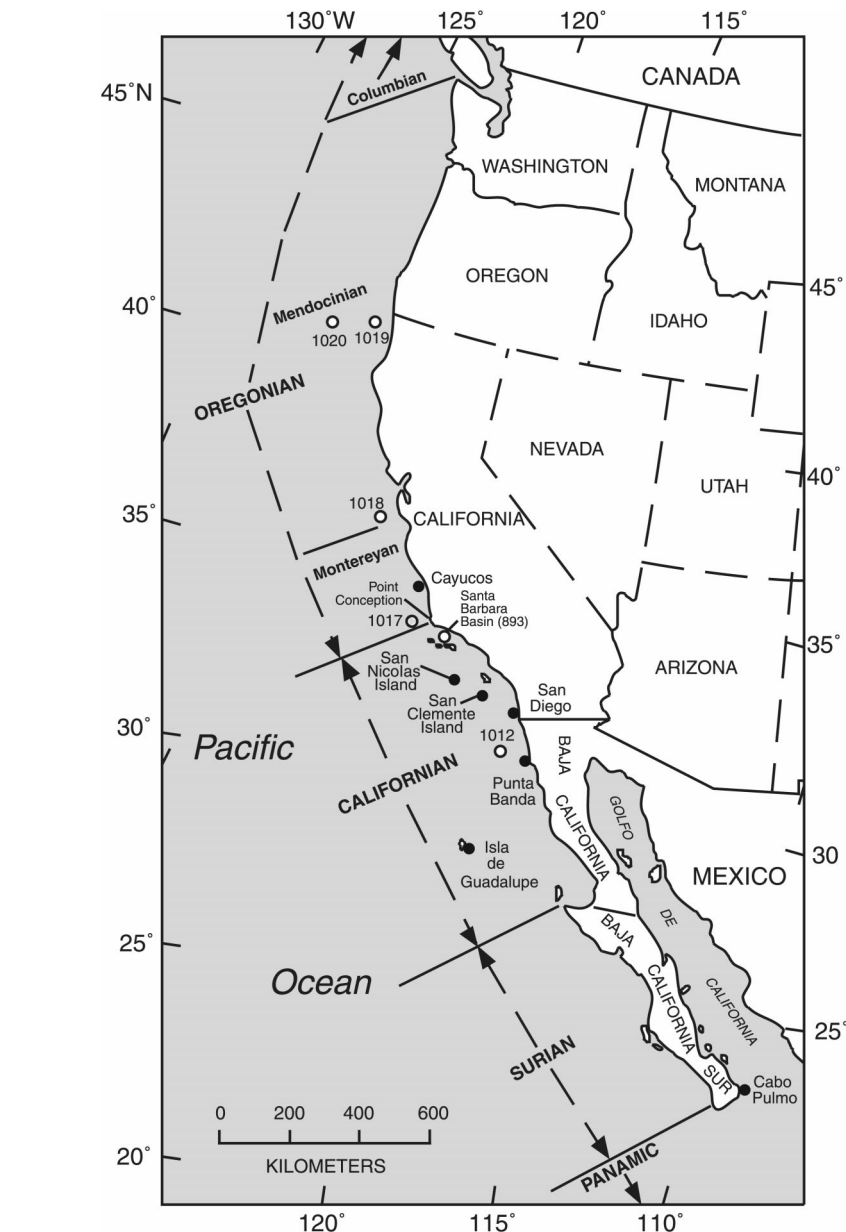 130˚W
125˚
120˚
115˚
CANADA
Columbian
45˚N
WASHINGTON
MONTANA
OREGON
45˚
Mendocinian
40˚
1020
1019
IDAHO
OREGONIAN
NEVADA
UTAH
40˚
1018
35˚
CALIFORNIA
Montereyan
Cayucos
Point
Conception
Santa
Barbara
Basin (893)
1017
35˚
San
Nicolas
Island
ARIZONA
San
Clemente
Island
San
Diego
30˚
1012
Pacific
BAJA
CALIFORNIA
Punta
Banda
CALIFORNIAN
GOLFO
DE
CALIFORNIA
Isla
de
Guadalupe
30
MEXICO
BAJA
CALIFORNIA
SUR
25˚
Ocean
25˚
SURIAN
Cabo
Pulmo
0 200 400 600
KILOMETERS
20˚
PANAMIC
120˚
115˚
110˚